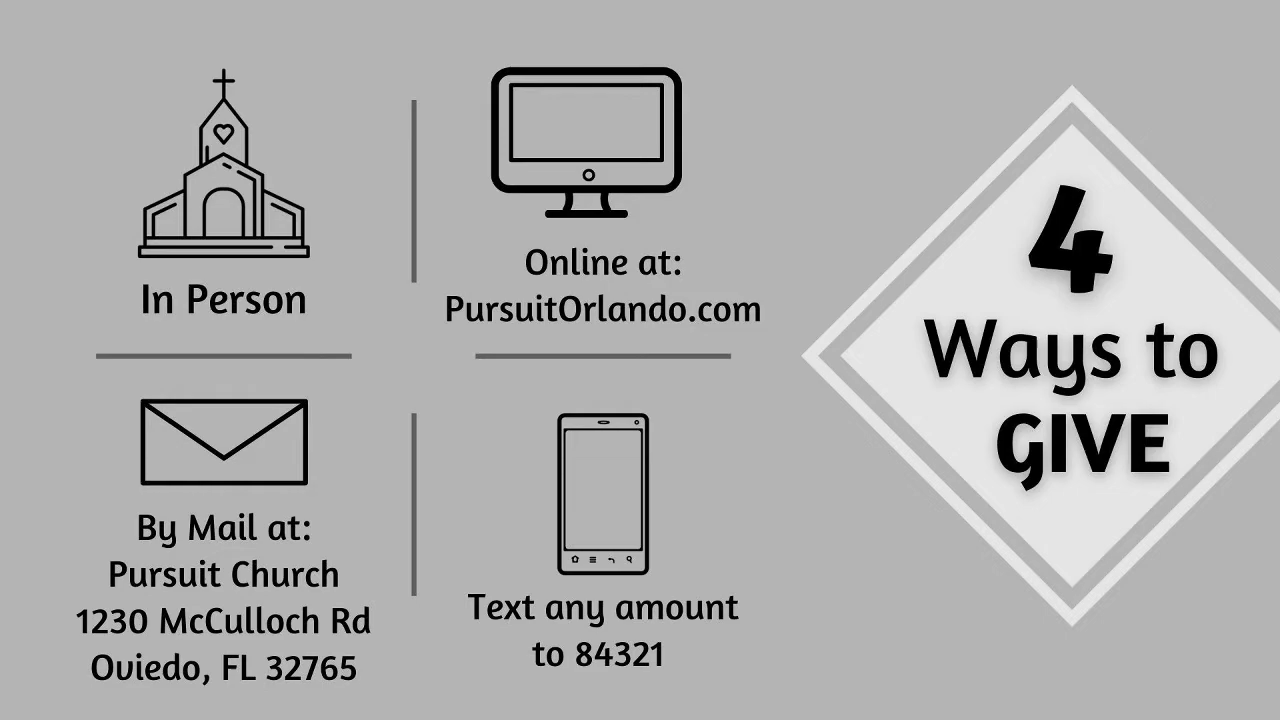 In Person
Online at:
PursuitOrlando.com
By Mail at:
Pursuit Church
1230 McCulloch Rd
Oviedo, FL 32765
Text any amount
to 84321
4
Ways to
GIVE